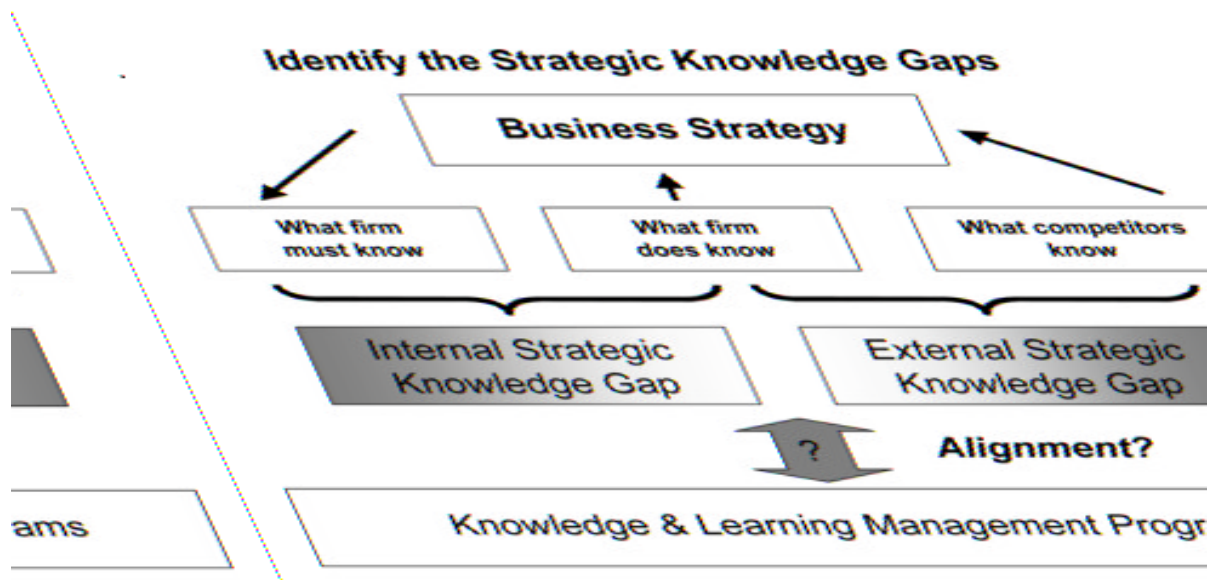 Identify the Strategic Knowledge Gaps
Business Strategy
What firm
must know
What firm
does know
What competitors
know
Internal Strategic
Knowledge Gap
External Strategic
Knowledge Gap
?
Alignment?
ams
Knowledge & Learning Management Progr